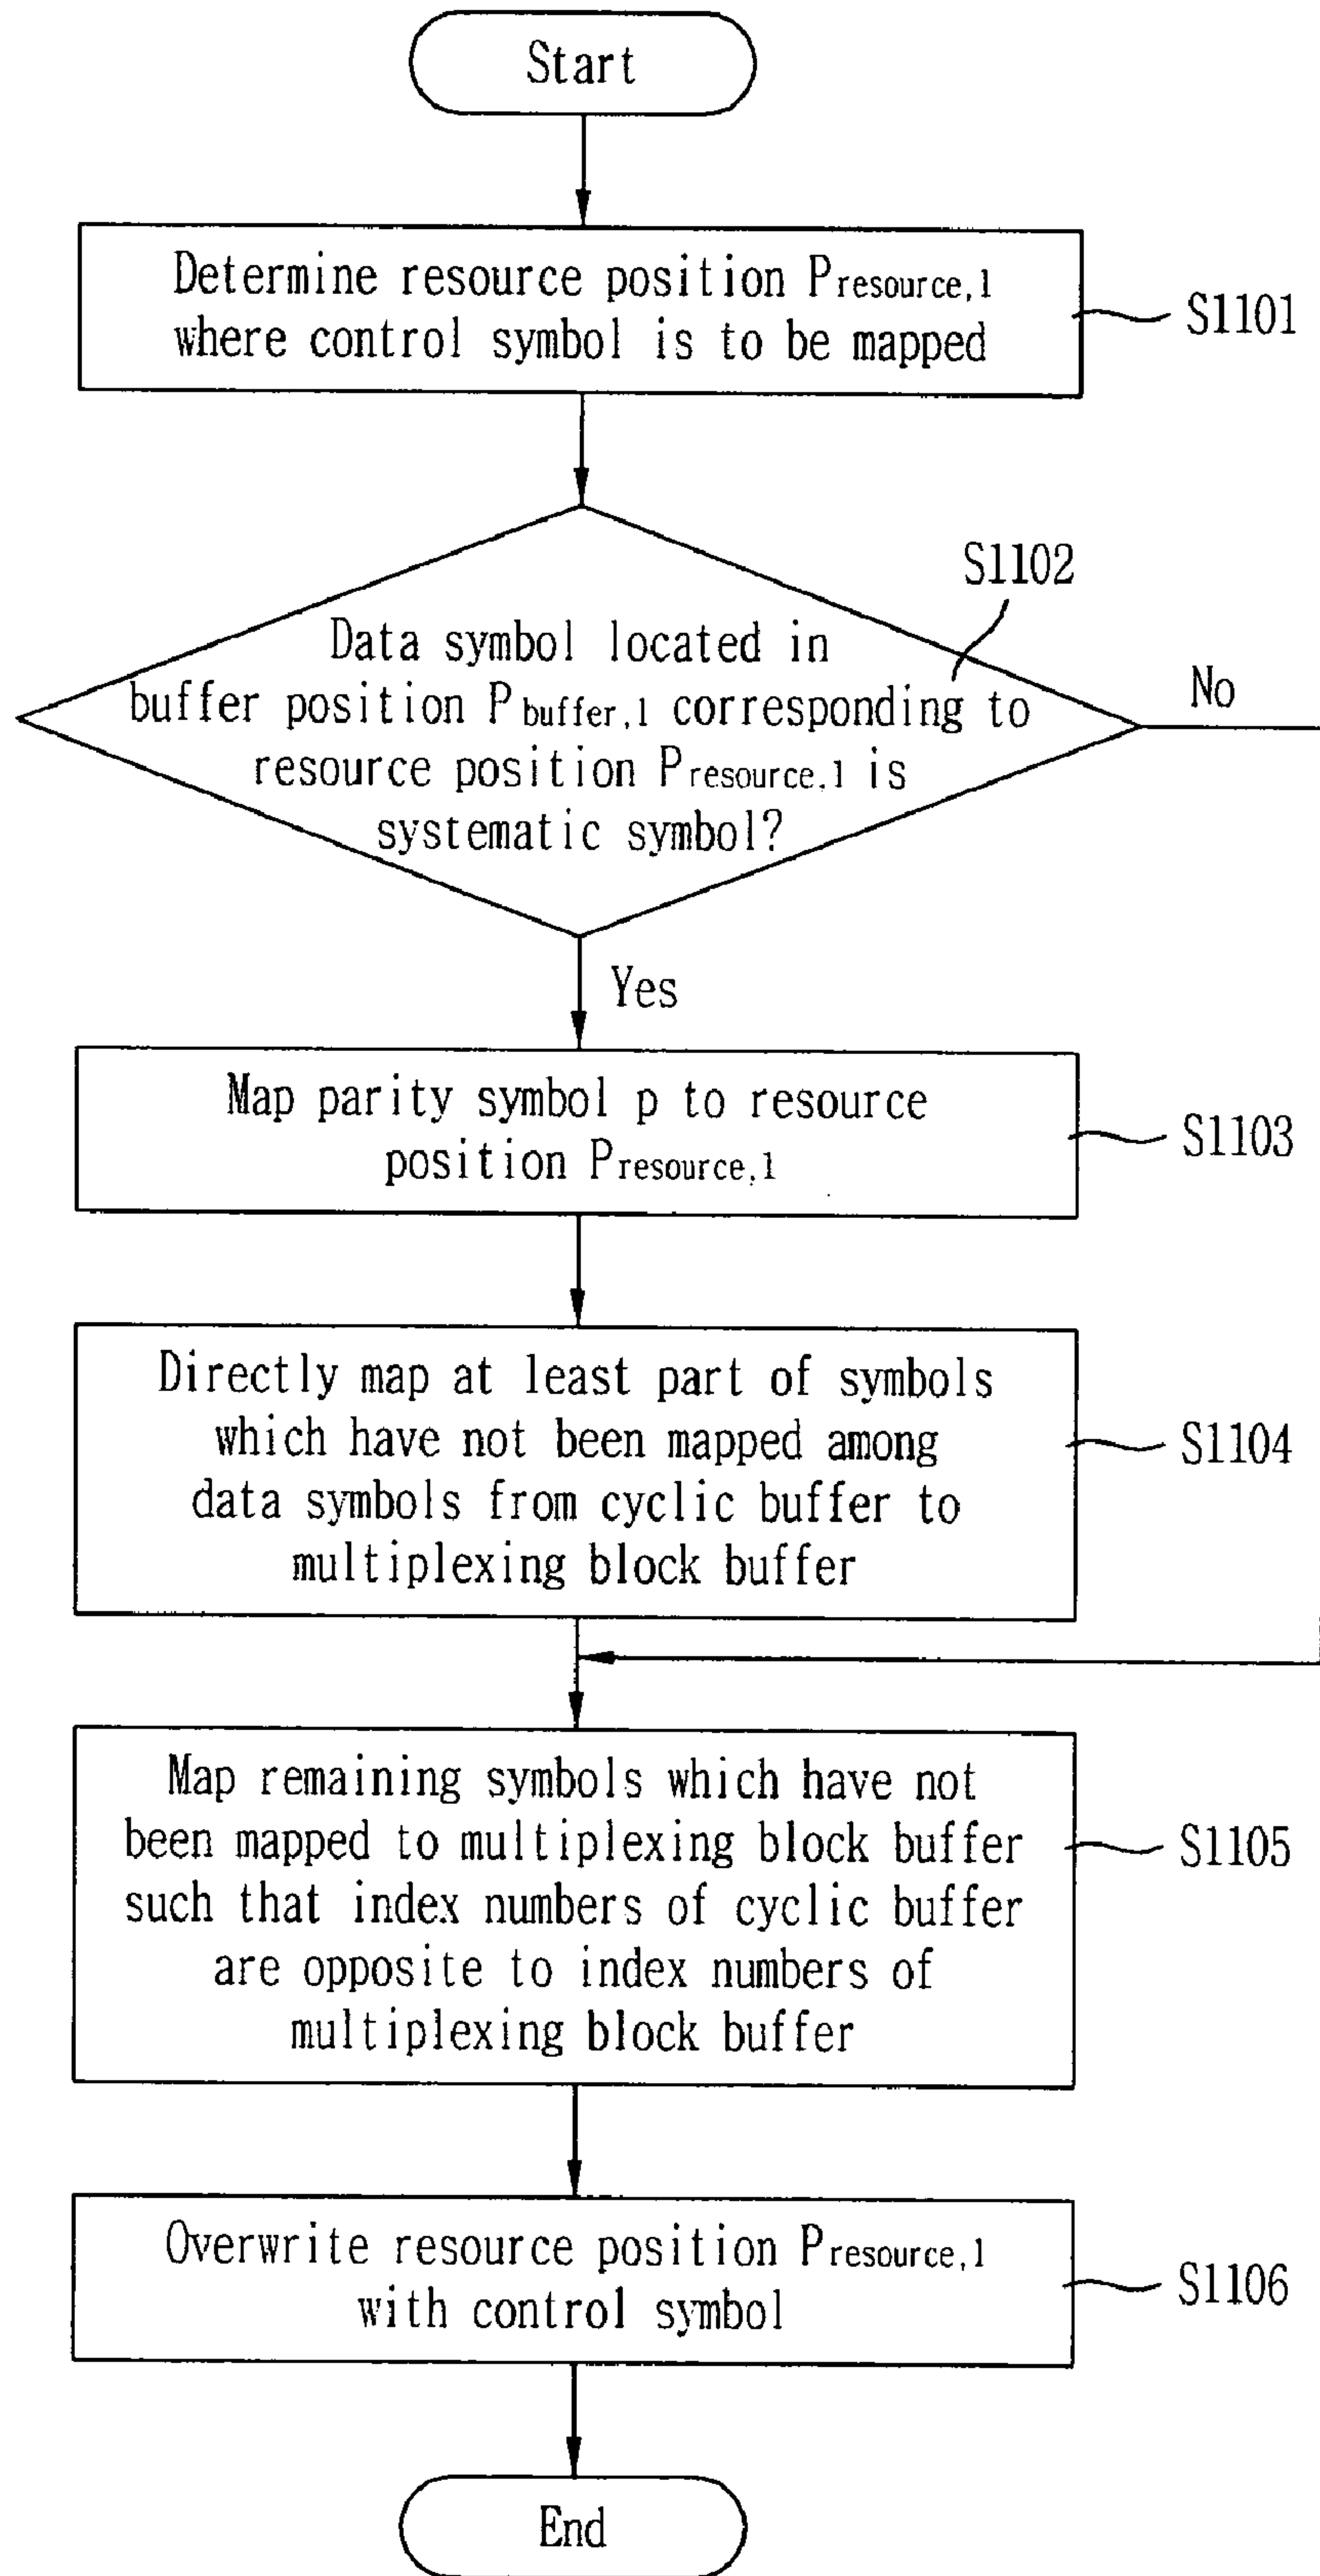 Start
Determine resource position Presource,1
where control symbol is to be mapped
S1101
S1102
Data symbol located in
buffer position Pbuffer,1 corresponding to
resource position Presource,1 is
systematic symbol?
No
Yes
Map parity symbol p to resource
position Presource,1
S1103
Directly map at least part of symbols
which have not been mapped among
data symbols from cyclic buffer to
multiplexing block buffer
S1104
Map remaining symbols which have not
been mapped to multiplexing block buffer
such that index numbers of cyclic buffer
are opposite to index numbers of
multiplexing block buffer
S1105
Overwrite resource position Presource,1
with control symbol
S1106
End